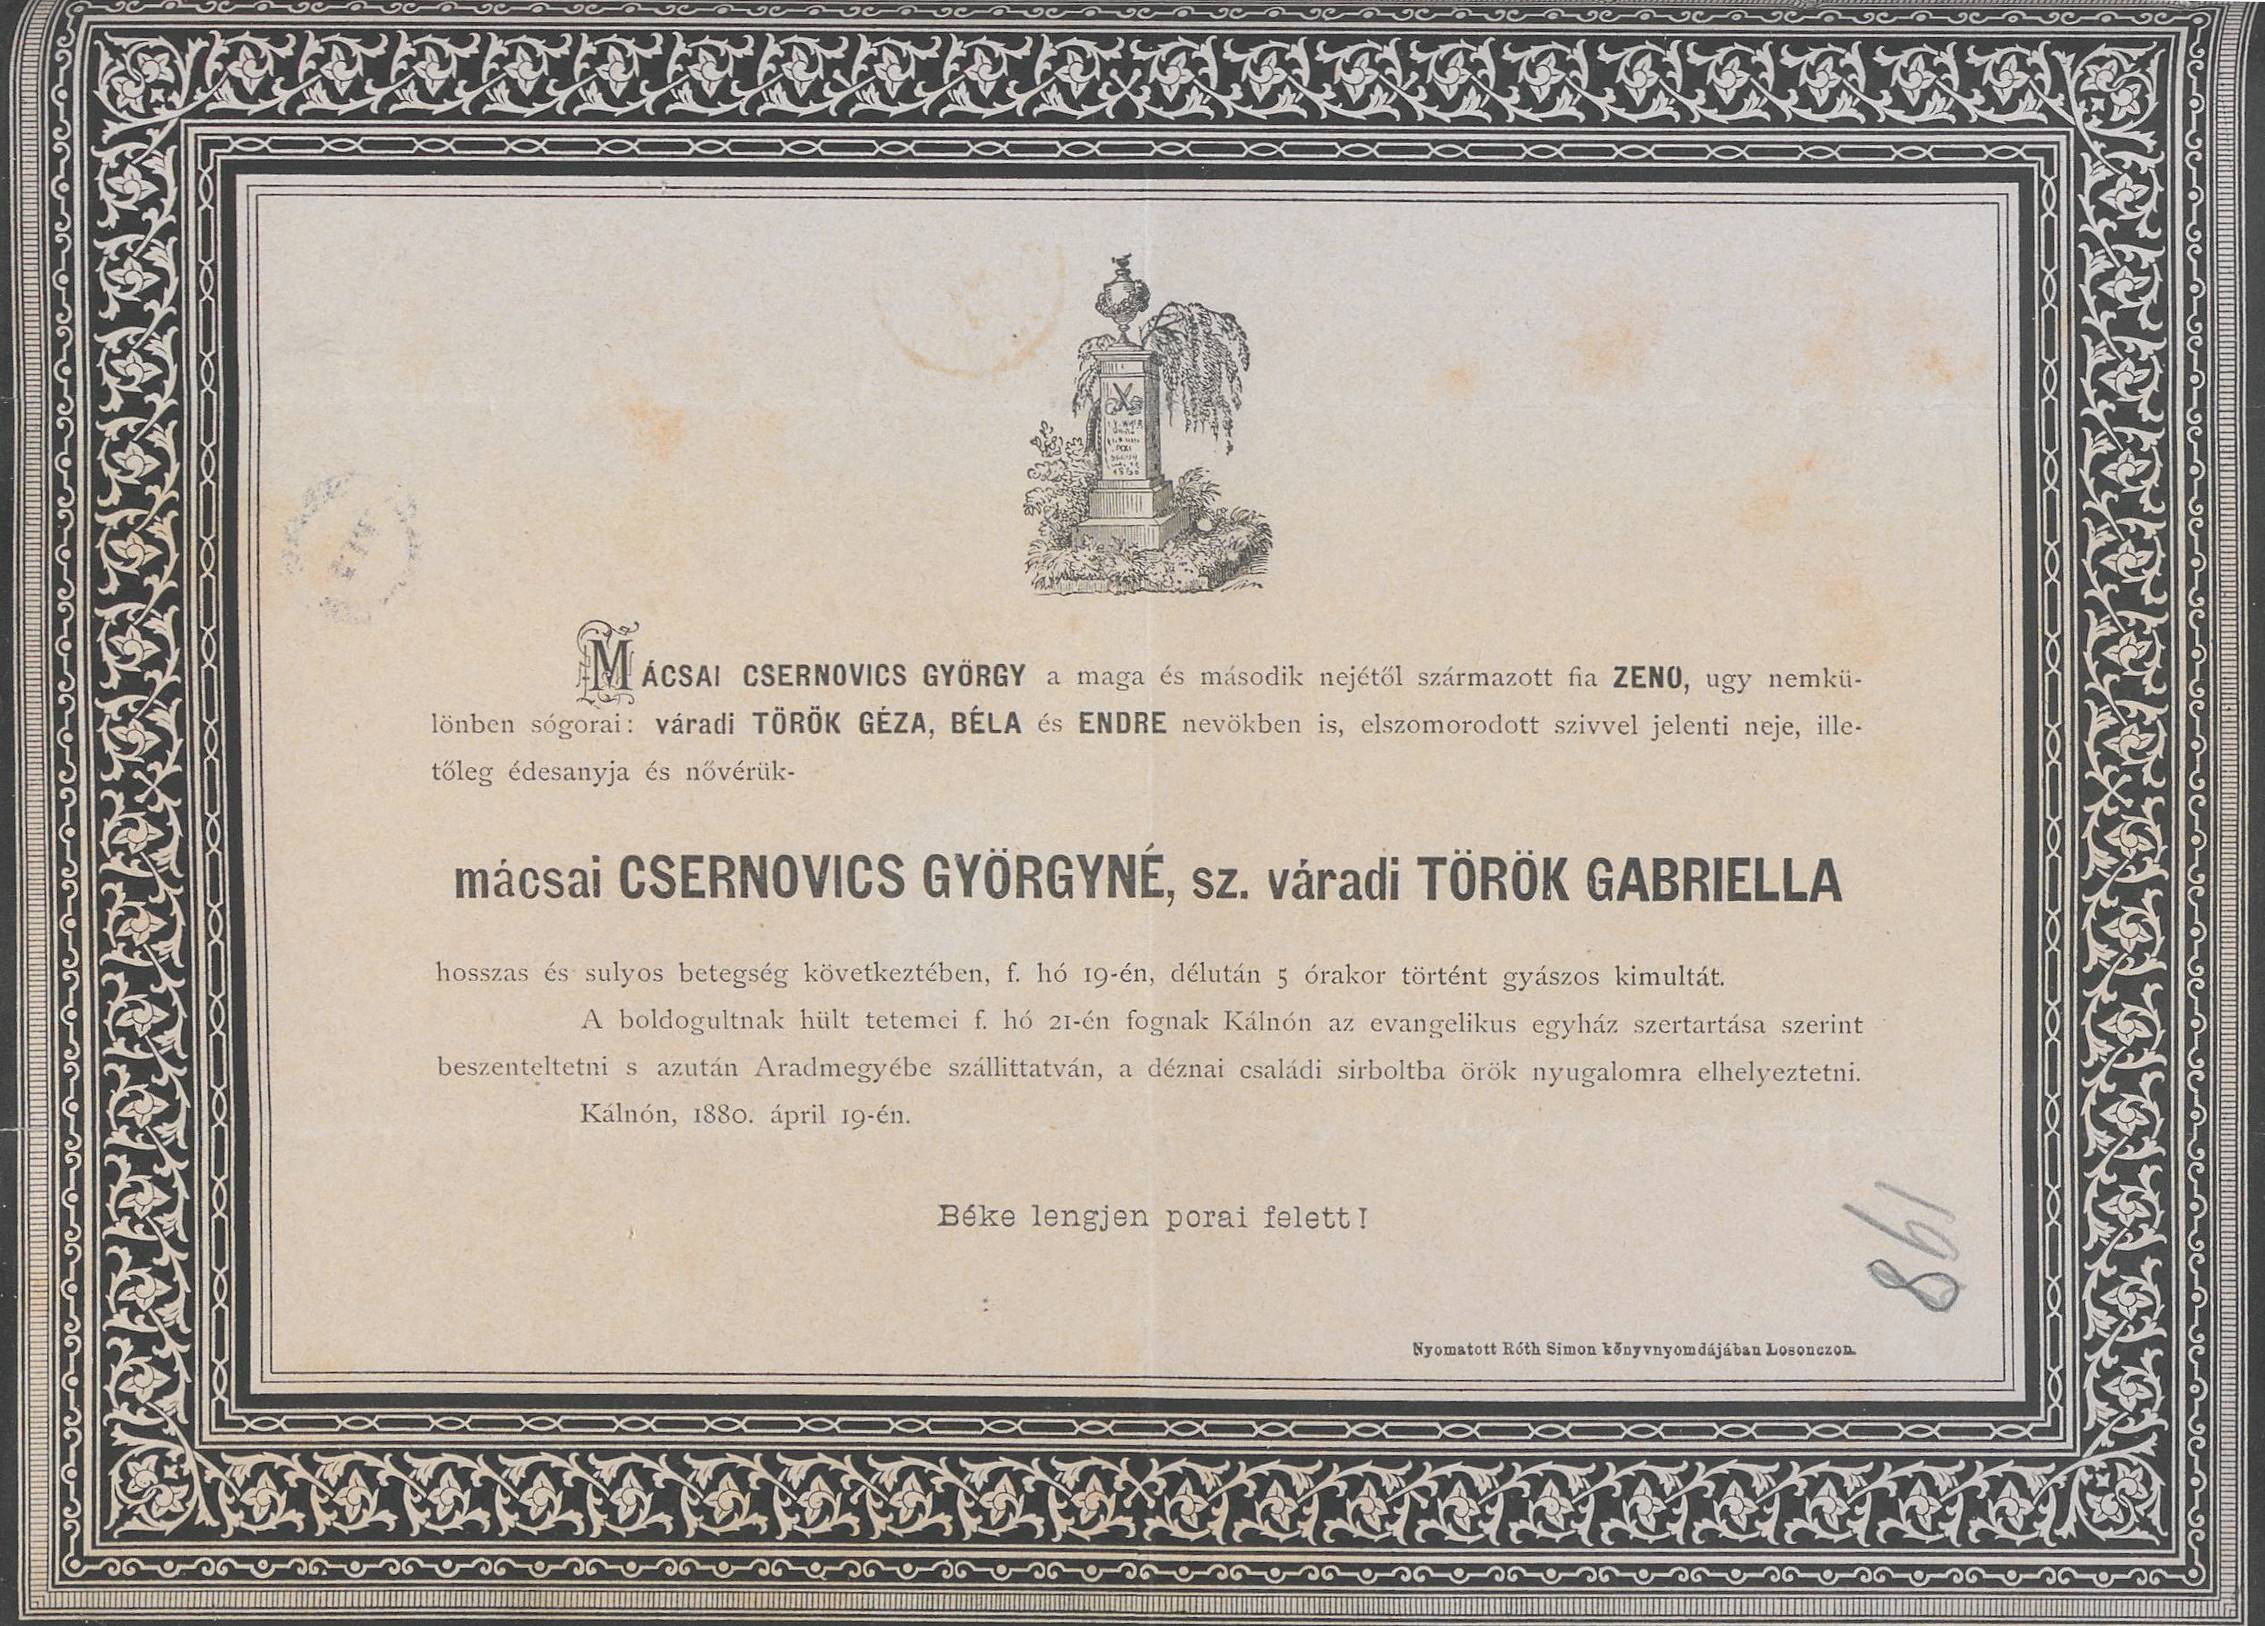 MÁCSAI CSERNOVICS GYÖRGY a maga és második nejétől származott fia ZENO, ugy nemkü-
lönben sógorai: váradi TÖRÖK GÉZA, BÉLA és ENDRE nevökben is, elszomorodott szivvel jelenti neje, ille-
tőleg édesanyja és nővérük-
mácsai CSERNOVICS GYÖRGYNÉ, sz. váradi TÖRÖK GABRIELLA
hosszas és sulyos betegség következtében, f. hó 19-én, délután 5 órakor történt gyászos kimultát.
A boldogultnak hült tetemei f. hó 21-én fognak Kálnón az evangelikus egyház szertartása szerint
beszenteltetni s azután Aradmegyébe szállittatván, a déznai családi sirboltba örök nyugalomra elhelyeztetni.
Kálnón, 1880. ápril 19-én.
Béke lengjen porai felett!
198
Nyomatott Róth Simon könyvnyomdájában Losonczon.